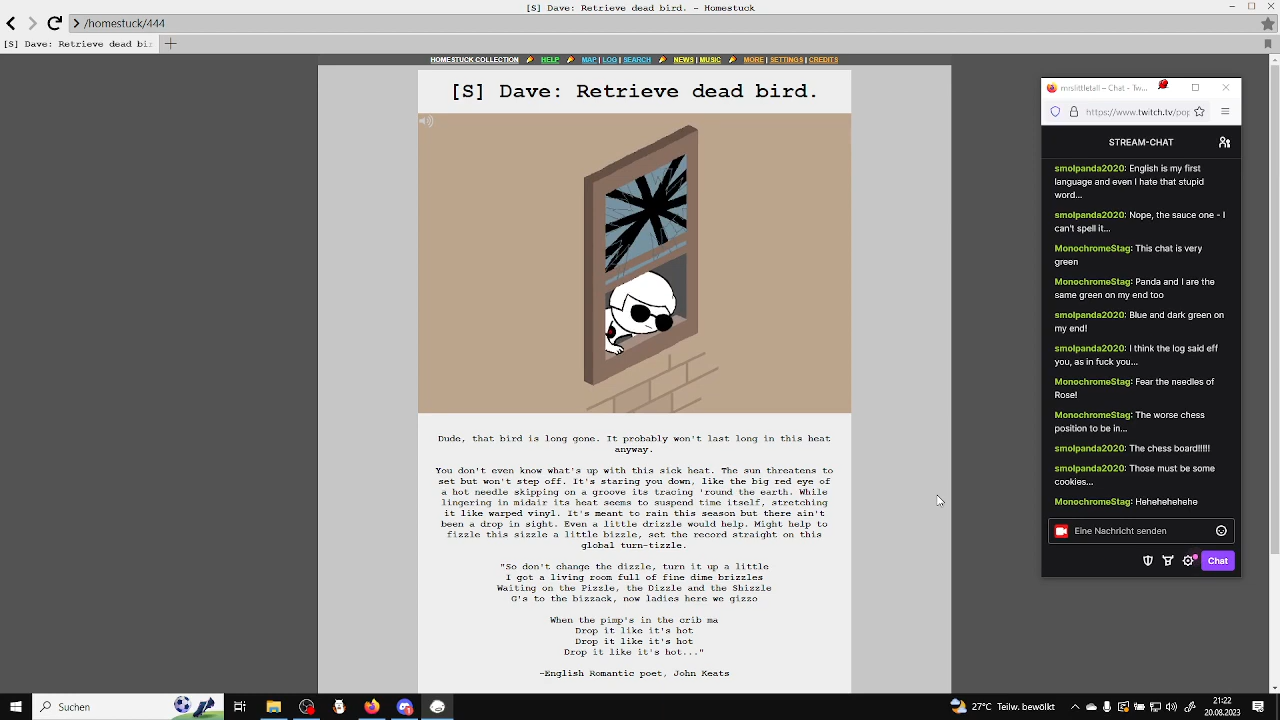 [S] Dave: Retrieve dead bird. - Homestuck
> /homestuck/444
[S] Dave: Retrieve dead bir
HOMESTUCK COLLECTION HELP MAP | LOG | SEARCH NEWS | MUSIC MORE | SETTINGS | CREDITS
[S] Dave: Retrieve dead bird.
Dude, that bird is long gone. It probably won't last long in this heat
anyway.
You don't even know what's up with this sick heat. The sun threatens to
set but won't step off. It's staring you down, like the big red eye of
a hot needle skipping on a groove its tracing 'round the earth. While
lingering in midair its heat seems to suspend time itself, stretching
it like warped vinyl. It's meant to rain this season but there ain't
been a drop in sight. Even a little drizzle would help. Might help to
fizzle this sizzle a little bizzle, set the record straight on this
global turn-tizzle.
"So don't change the dizzle, turn it up a little
I got a living room full of fine dime brizzles
Waiting on the Pizzle, the Dizzle and the Shizzle
G's to the bizzack, now ladies here we gizzo
When the pimp's in the crib ma
Drop it like it's hot
Drop it like it's hot
Drop it like it's hot..."
-English Romantic poet, John Keats
mrslittletall – Chat - Tw...
https://www.twitch.tv/pop
STREAM-CHAT
smolpanda2020: English is my first
language and even I hate that stupid
word...
smolpanda2020: Nope, the sauce one - I
can't spell it...
MonochromeStag: This chat is very
green
MonochromeStag: Panda and I are the
same green on my end too
smolpanda2020: Blue and dark green on
my end!
smolpanda2020: I think the log said eff
you, as in fuck you...
MonochromeStag: Fear the needles of
Rose!
MonochromeStag: The worse chess
position to be in...
smolpanda2020: The chess board!!!!!
smolpanda2020: Those must be some
cookies...
MonochromeStag: Hehehehehehe
Eine Nachricht senden
Chat
Suchen
27°C Teilw. bewölkt
21:22
20.08.2023